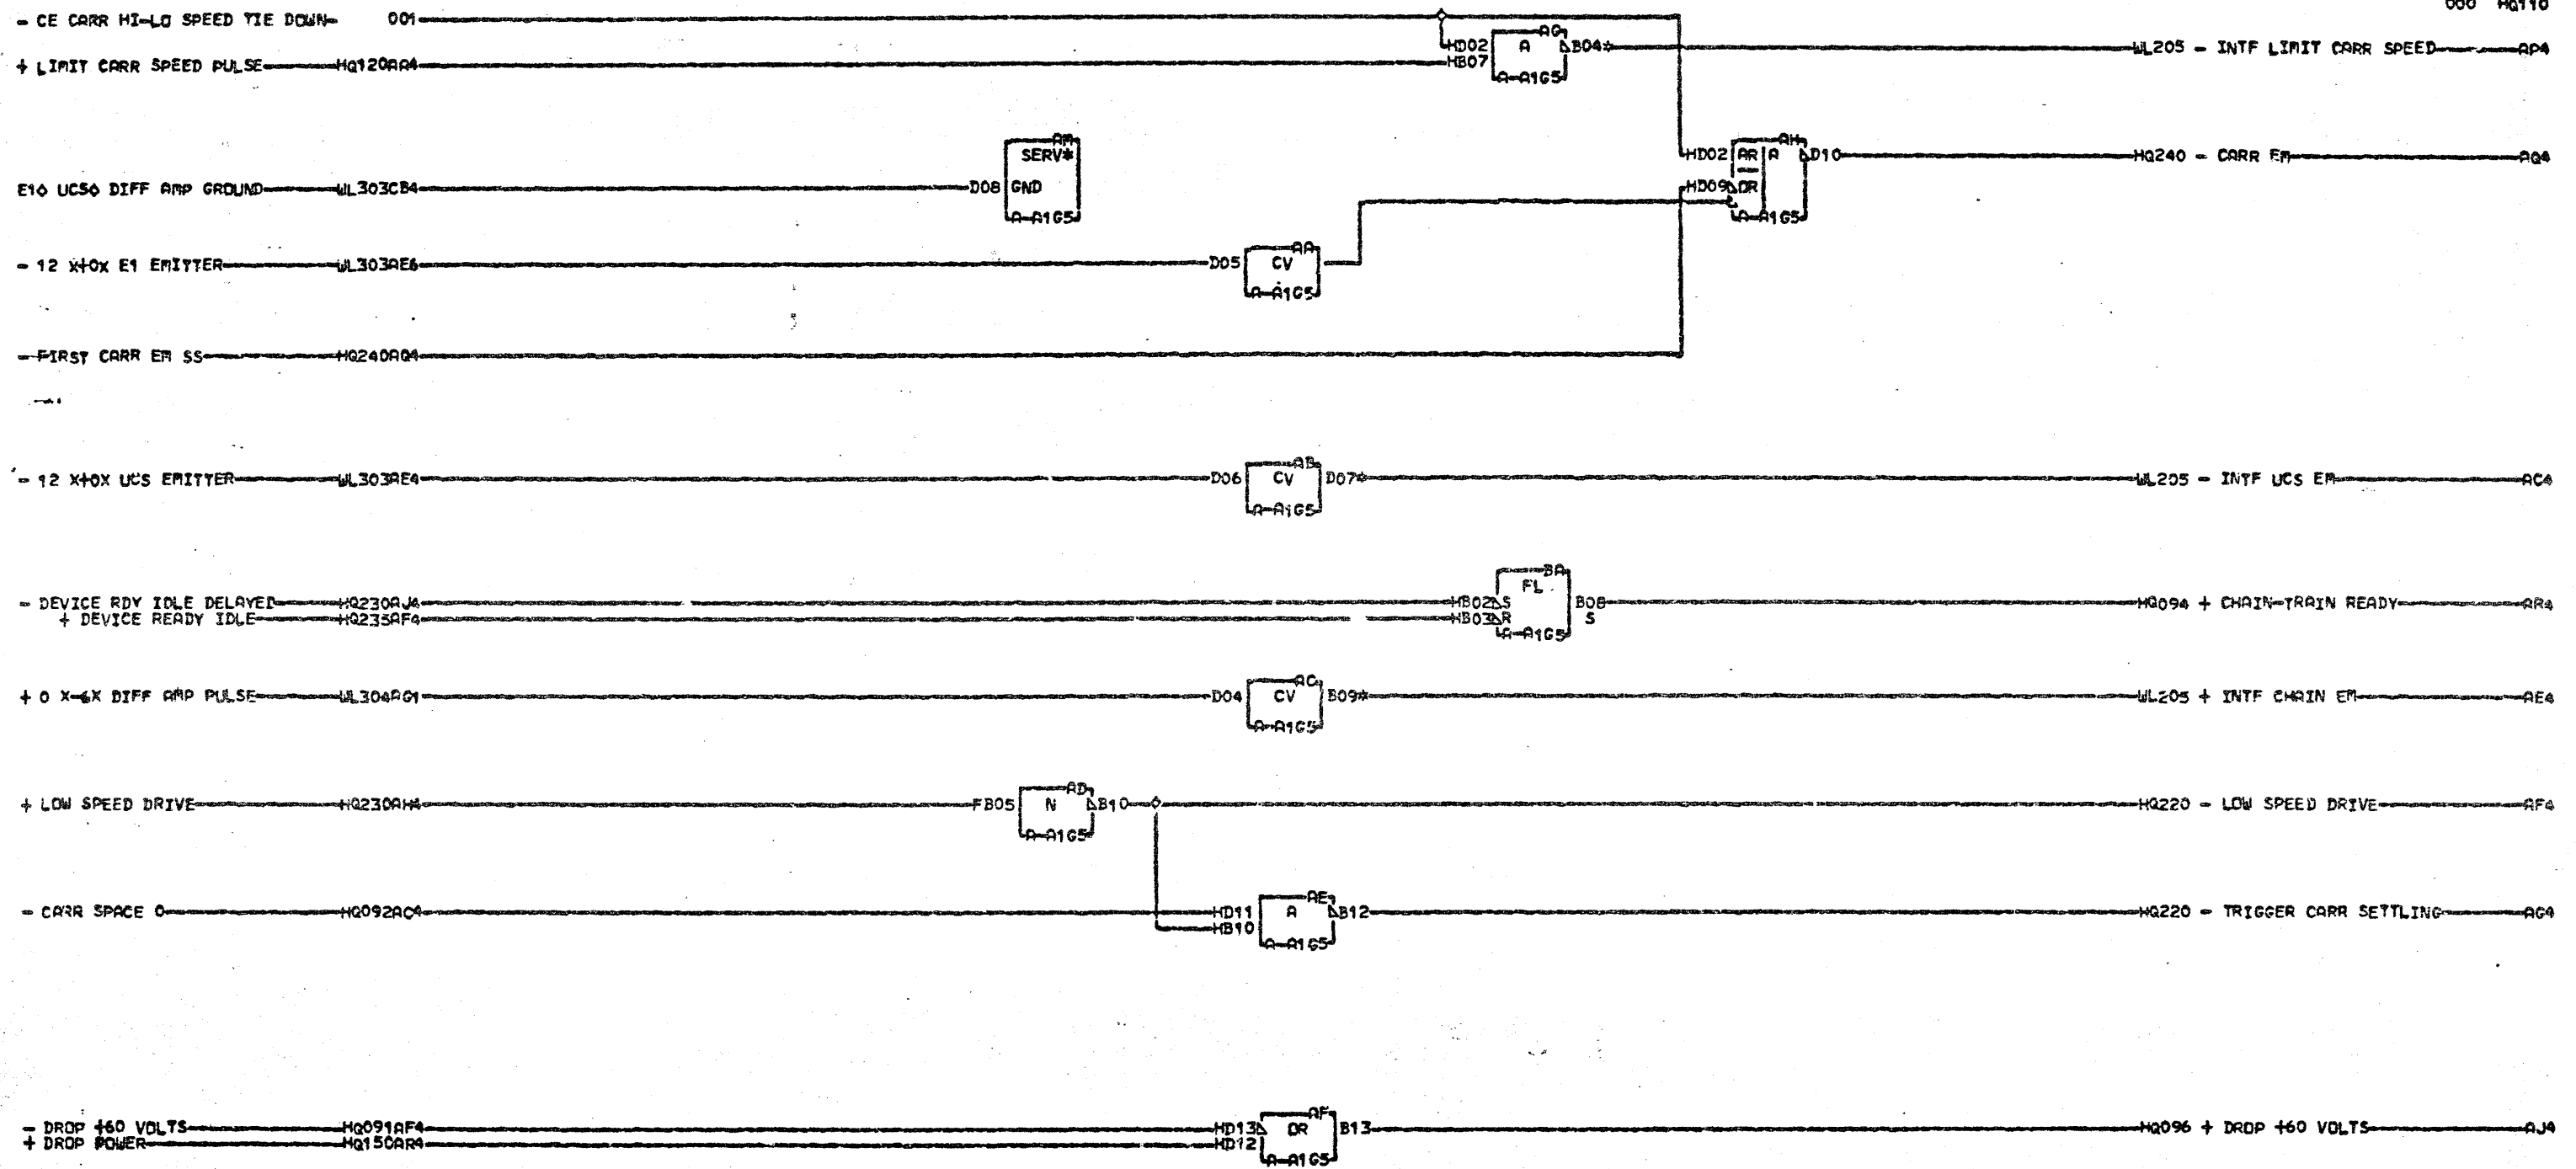 000 HQ110
- CE CARR HI-LO SPEED TIE DOWN- 001
AG
HD02 A B04* WL205 - INTF LIMIT CARR SPEED AP4
+ LIMIT CARR SPEED PULSE HQ120AA4 HB07
A-A1G5
AM AH
SERV* HD02 AR A D10 HQ240 - CARR EM AQ4
E10 UCS0 DIFF AMP GROUND WL303CB4 D08 GND HD09 OR
A-A1G5 A-A1G5
AA
- 12 X+0X E1 EMITTER WL303AE6 D05 CV
A-A1G5
- FIRST CARR EM SS HQ240AQ4
AB
- 12 X+0X UCS EMITTER WL303AE4 D06 CV D07* WL205 - INTF UCS EM AC4
A-A1G5
BA
FL
- DEVICE RDY IDLE DELAYED HQ230AJ4 HB02 S B08 HQ094 + CHAIN-TRAIN READY AR4
+ DEVICE READY IDLE HQ235AF4 HB03 R S
A-A1G5
AC
+ 0 X-6X DIFF AMP PULSE WL304AG1 D04 CV B09* WL205 + INTF CHAIN EM AE4
A-A1G5
AD
+ LOW SPEED DRIVE HQ230AH4 FB05 N B10 HQ220 - LOW SPEED DRIVE AF4
A-A1G5
AE
- CARR SPACE 0 HQ092AC4 HD11 A B12 HQ220 - TRIGGER CARR SETTLING AG4
HB10
A-A1G5
AF
- DROP +60 VOLTS HQ091AF4 HD13 OR B13 HQ096 + DROP +60 VOLTS AJ4
+ DROP POWER HQ150AR4 HD12
A-A1G5